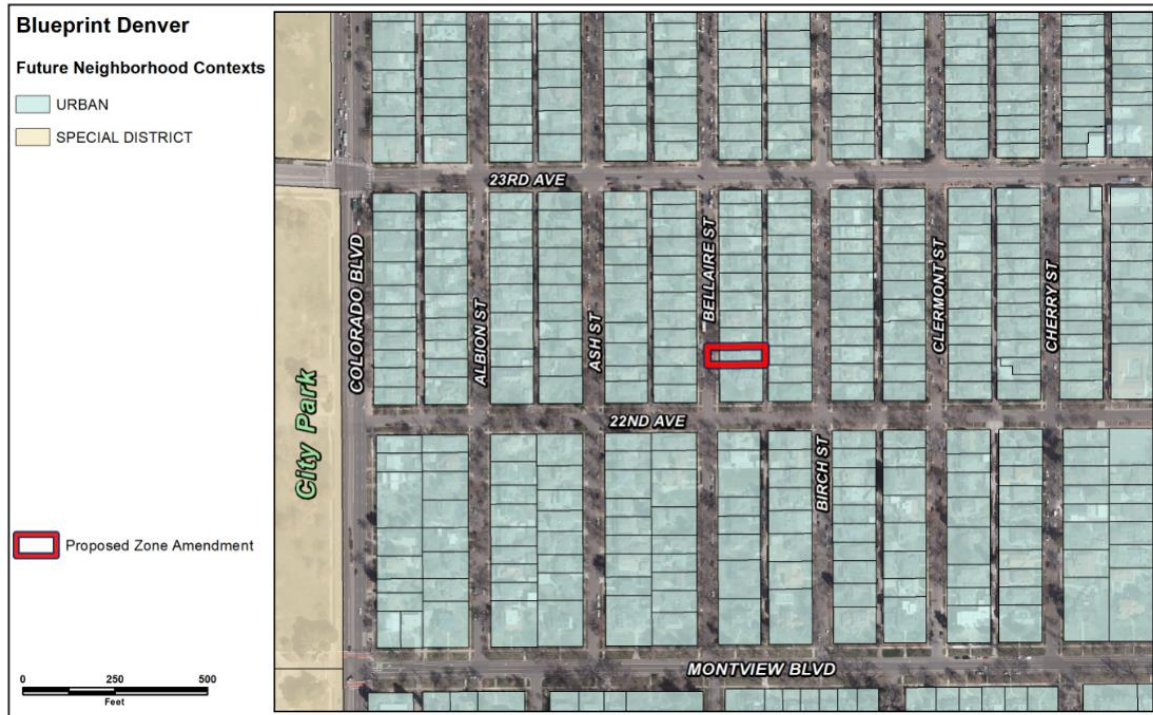 Blueprint Denver
Future Neighborhood Contexts
URBAN
SPECIAL DISTRICT
23RD AVE
COLORADO BLVD
ALBION ST
ASH ST
BELLAIRE ST
CLERMONT ST
CHERRY ST
City Park
22ND AVE
BIRCH ST
Proposed Zone Amendment
MONTVIEW BLVD
0 250 500
Feet